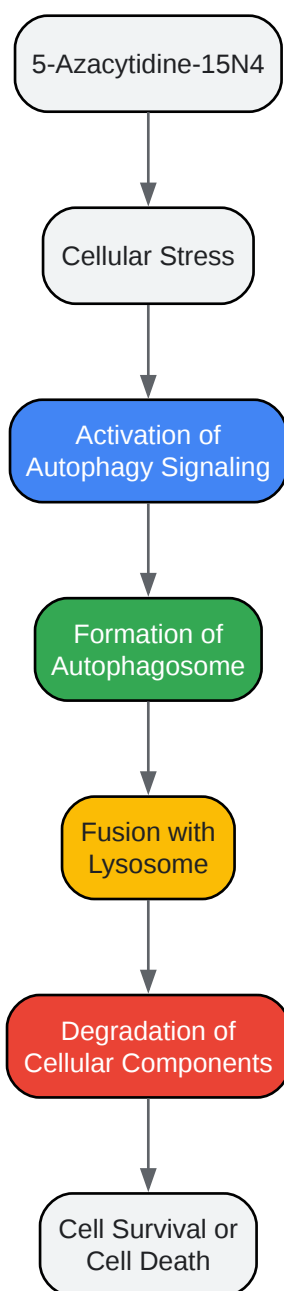 5-Azacytidine-15N4
Cellular Stress
Activation of
Autophagy Signaling
Formation of
Autophagosome
Fusion with
Lysosome
Degradation of
Cellular Components
Cell Survival or
Cell Death